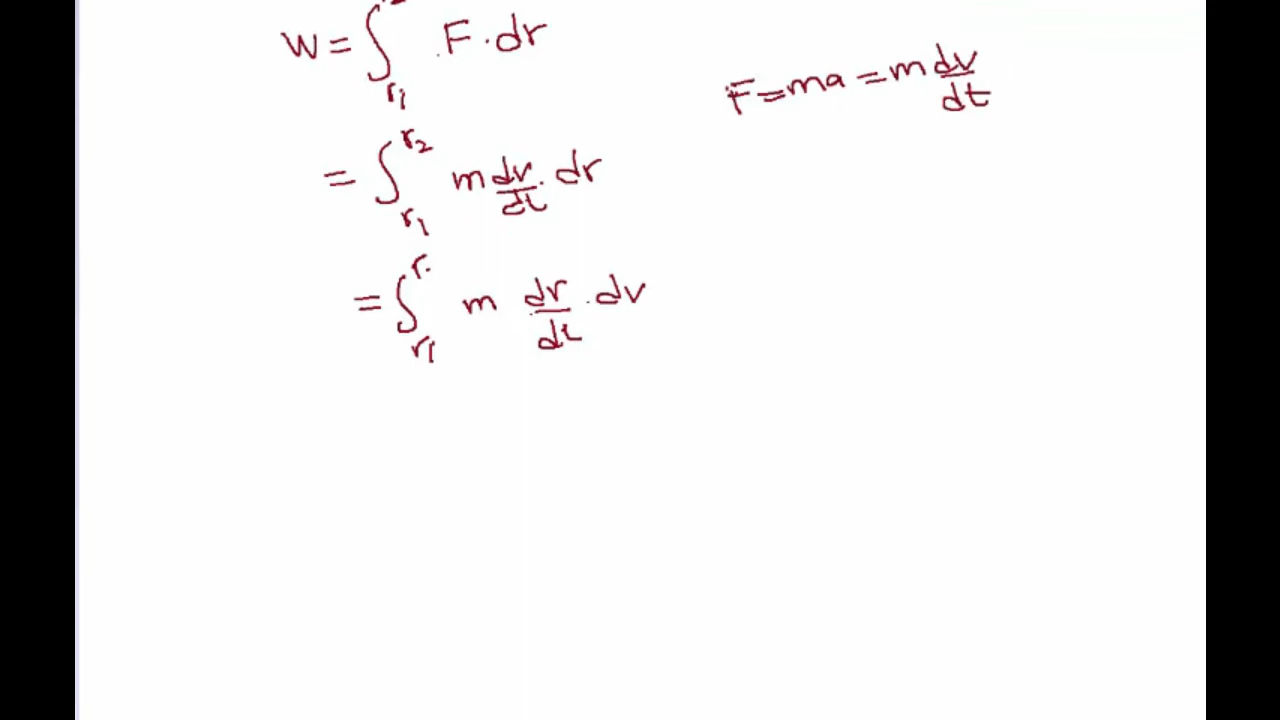 W = ∫_{r1} F . dr
F = ma = m dv/dt
= ∫_{r1}^{r2} m dv/dt . dr
= ∫_{r1}^{r} m dr/dt . dv